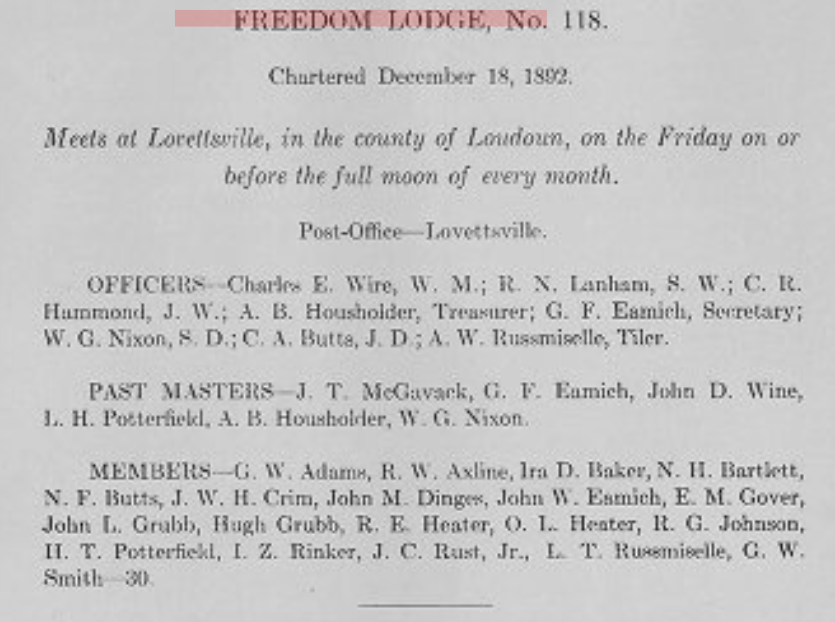 FREEDOM LODGE, No. 118.
Chartered December 18, 1892.
Meets at Lovettsville, in the county of Loudoun, on the Friday on or
before the full moon of every month.
Post-Office—Lovettsville.
OFFICERS—Charles E. Wire, W. M.; R. N. Lanham, S. W.; C. R.
Hammond, J. W.; A. B. Housholder, Treasurer; G. F. Eamich, Secretary;
W. G. Nixon, S. D.; C. A. Butts, J. D.; A. W. Russmiselle, Tiler.
PAST MASTERS—J. T. McGavack, G. F. Eamich, John D. Wine,
L. H. Potterfield, A. B. Housholder, W. G. Nixon.
MEMBERS—G. W. Adams, R. W. Axline, Ira D. Baker, N. H. Bartlett,
N. F. Butts, J. W. H. Crim, John M. Dinges, John W. Eamich, E. M. Gover,
John L. Grubb, Hugh Grubb, R. E. Heater, O. L. Heater, R. G. Johnson,
H. T. Potterfield, I. Z. Rinker, J. C. Rust, Jr., L. T. Russmiselle, G. W.
Smith—30.